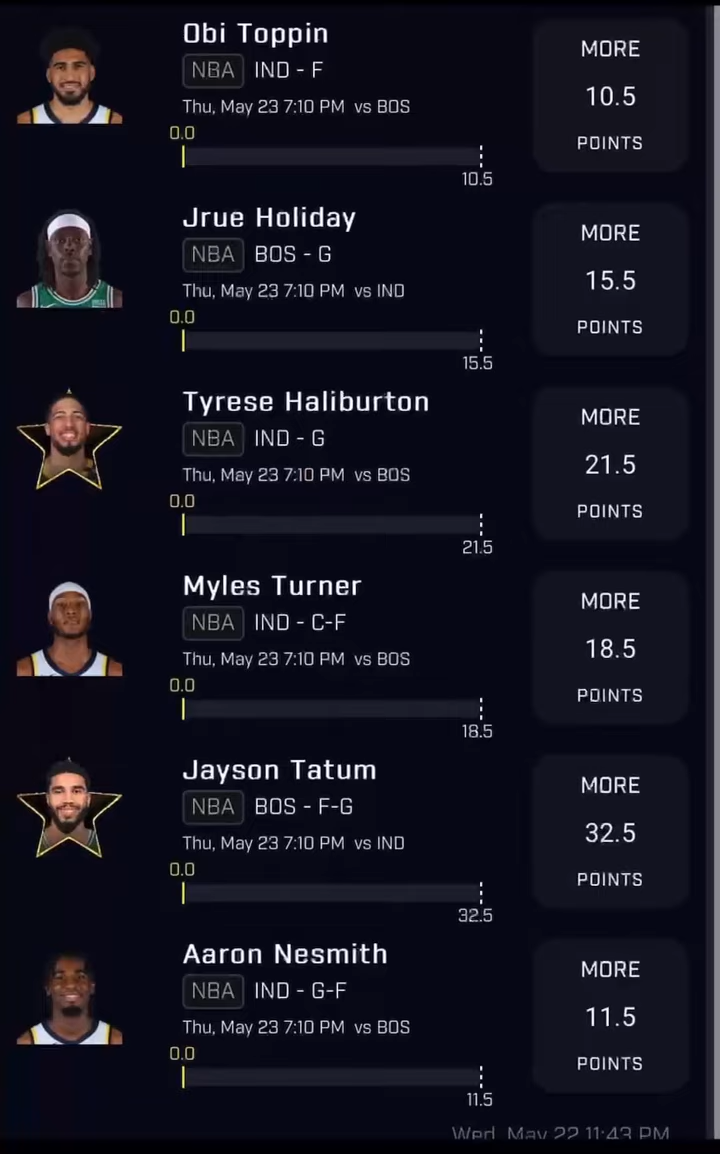 Obi Toppin
NBA IND - F
Thu, May 23 7:10 PM vs BOS
0.0
10.5
MORE
10.5
POINTS
Jrue Holiday
NBA BOS - G
Thu, May 23 7:10 PM vs IND
0.0
15.5
MORE
15.5
POINTS
Tyrese Haliburton
NBA IND - G
Thu, May 23 7:10 PM vs BOS
0.0
21.5
MORE
21.5
POINTS
Myles Turner
NBA IND - C-F
Thu, May 23 7:10 PM vs BOS
0.0
18.5
MORE
18.5
POINTS
Jayson Tatum
NBA BOS - F-G
Thu, May 23 7:10 PM vs IND
0.0
32.5
MORE
32.5
POINTS
Aaron Nesmith
NBA IND - G-F
Thu, May 23 7:10 PM vs BOS
0.0
11.5
MORE
11.5
POINTS
Wed, May 22 11:43 PM